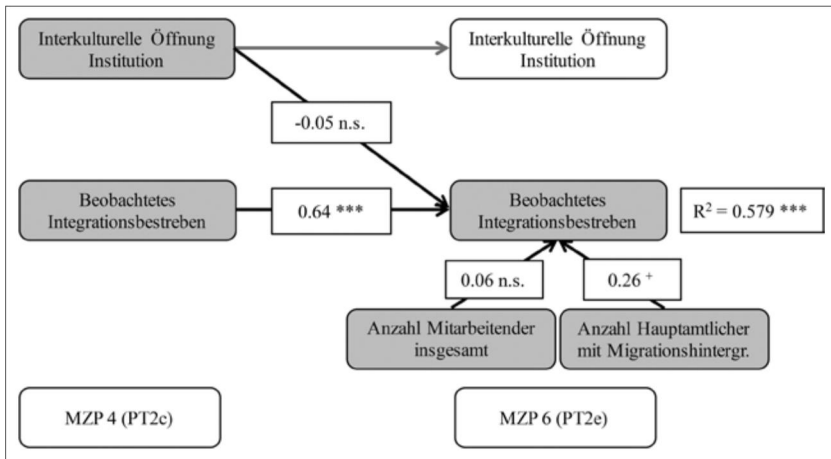 Interkulturelle Öffnung
Institution
Interkulturelle Öffnung
Institution
-0.05 n.s.
Beobachtetes
Integrationsbestreben
0.64 ***
Beobachtetes
Integrationsbestreben
R² = 0.579 ***
0.06 n.s.
0.26 ⁺
Anzahl Mitarbeitender
insgesamt
Anzahl Hauptamtlicher
mit Migrationshintergr.
MZP 4 (PT2c)
MZP 6 (PT2e)